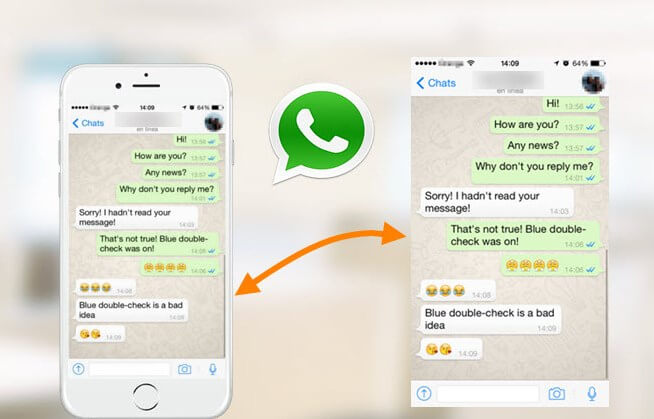 14:09
64%
Chats
en línea
Hi! 13:56
How are you? 13:57
Any news? 13:57
Why don't you reply me?
14:01
Sorry! I hadn't read your
message! 14:03
That's not true! Blue double-
check was on! 14:06
😤😤😤😤 14:06
😂😂😂 14:08
Blue double-check is a bad
idea 14:09
😘😘 14:09
14:09
64%
Chats
en línea
Hi! 13:56
How are you? 13:57
Any news? 13:57
Why don't you reply me?
14:01
Sorry! I hadn't read your
message! 14:03
That's not true! Blue double-
check was on! 14:06
😤😤😤😤 14:06
😂😂😂 14:08
Blue double-check is a bad
idea 14:09
😘😘 14:09